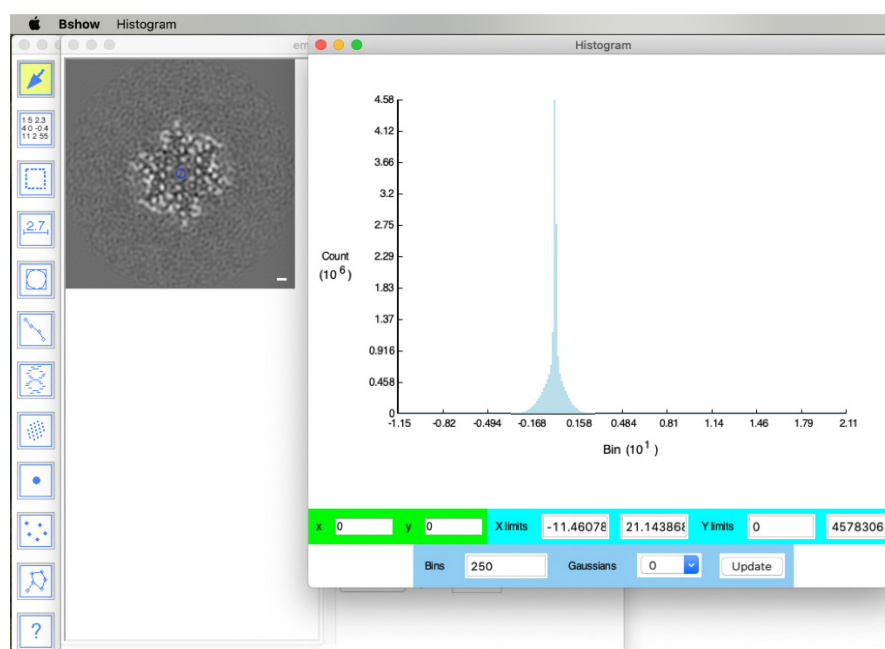 Bshow Histogram
em
Histogram
1 5 2.3
4 0 -0.4
11 2 55
2.7
?
4.58
4.12
3.66
3.2
2.75
2.29
1.83
1.37
0.916
0.458
0
Count
(10 6)
-1.15 -0.82 -0.494 -0.168 0.158 0.484 0.81 1.14 1.46 1.79 2.11
Bin (10 1)
x 0 y 0 X limits -11.46078 21.143868 Y limits 0 4578306
Bins 250 Gaussians 0 Update